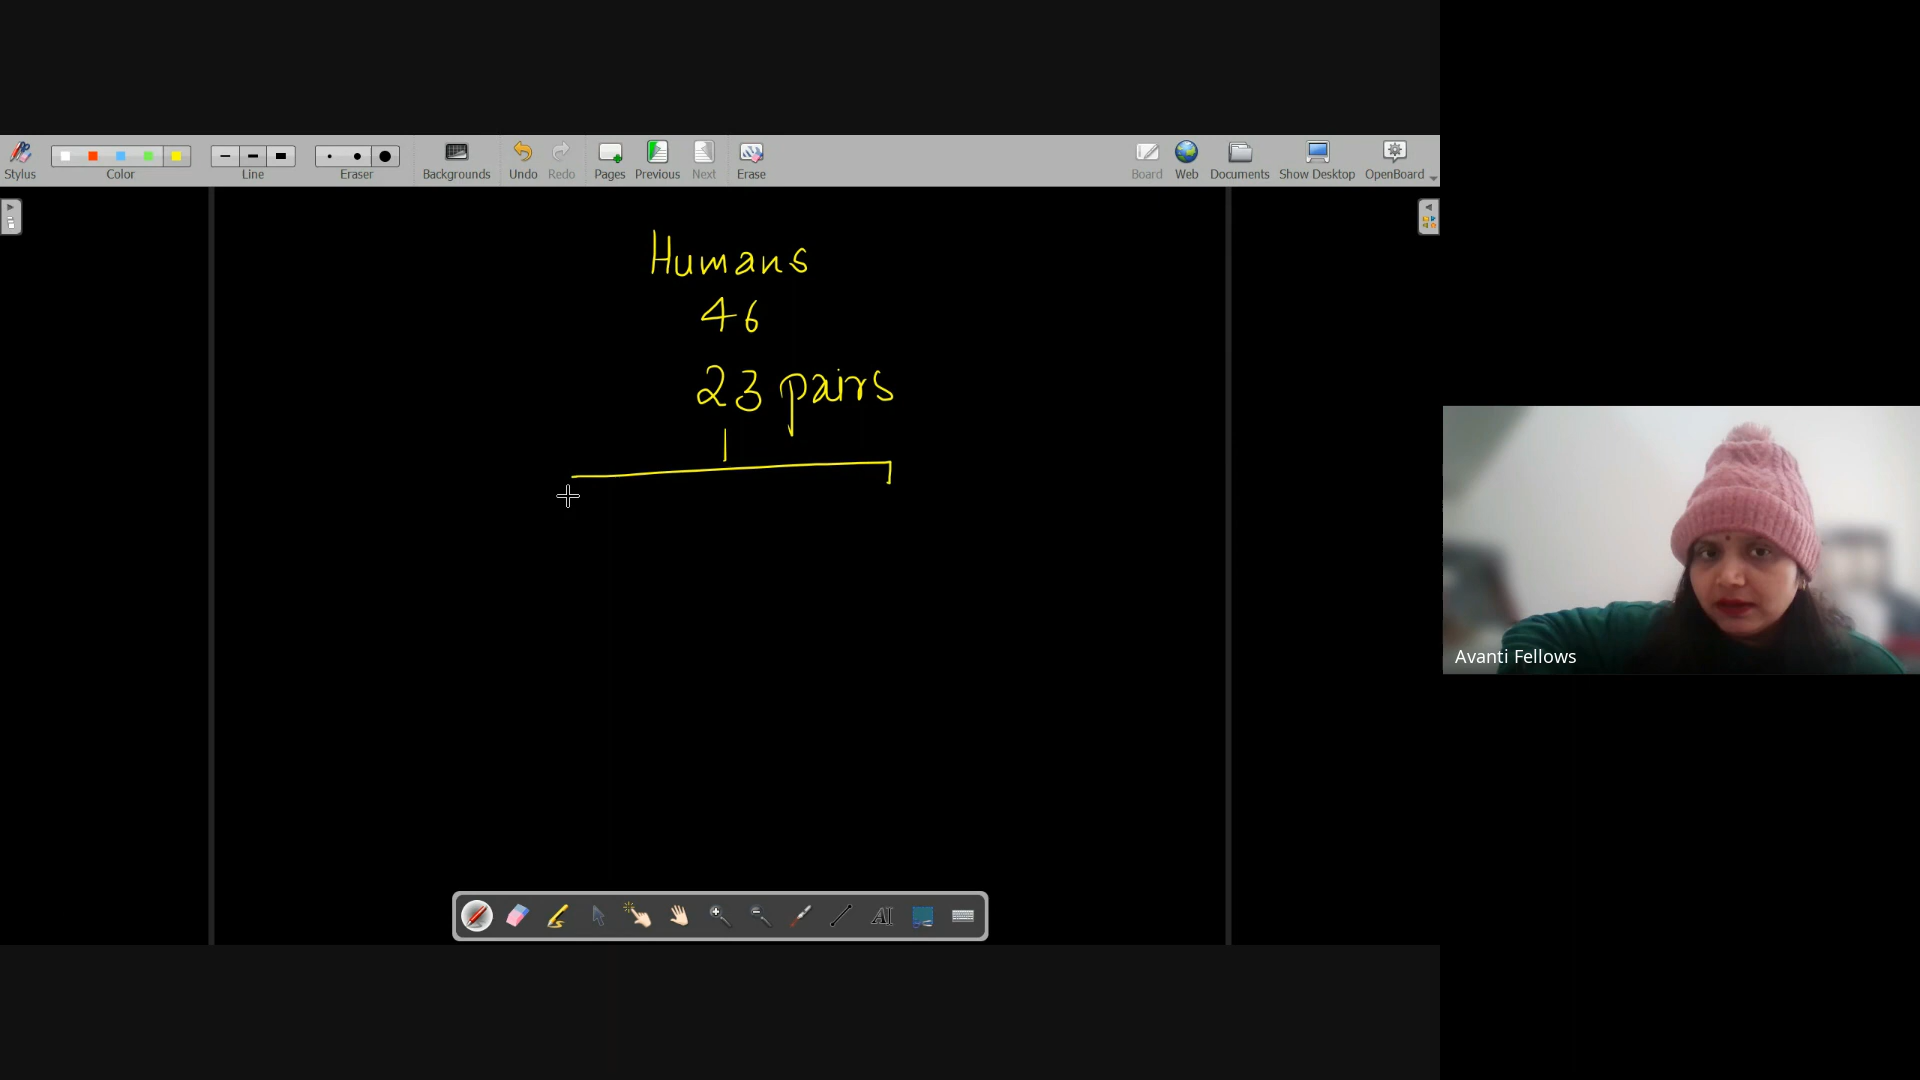 Stylus Color Line Eraser Backgrounds Undo Redo Pages Previous Next Erase Board Web Documents Show Desktop OpenBoard
Humans
46
23 pairs
Avanti Fellows